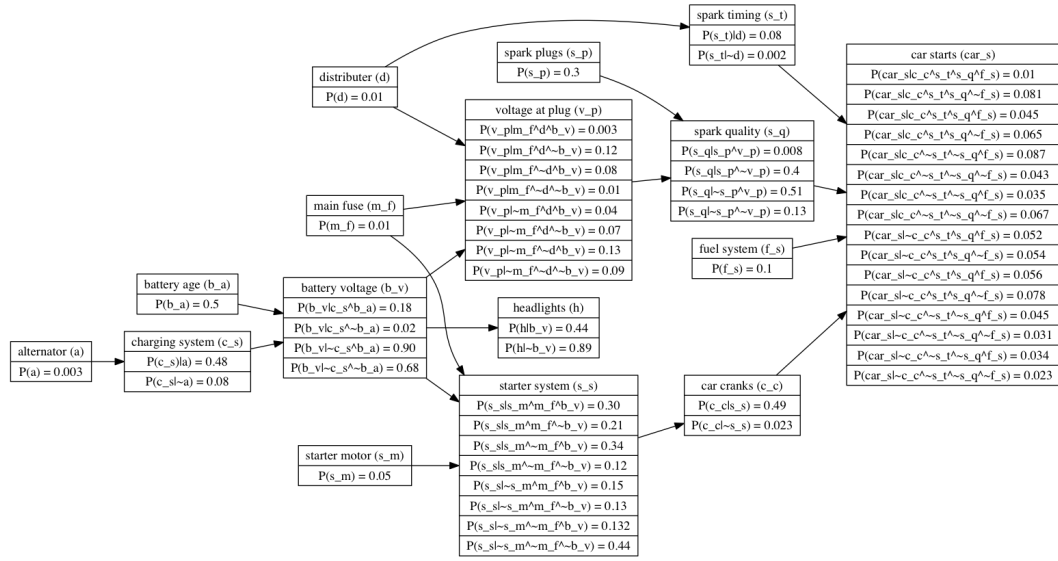 spark timing (s_t)
P(s_t)|d) = 0.08
P(s_t|~d) = 0.002
spark plugs (s_p)
P(s_p) = 0.3
distributer (d)
P(d) = 0.01
voltage at plug (v_p)
P(v_p|m_f^d^b_v) = 0.003
P(v_p|m_f^d^~b_v) = 0.12
P(v_p|m_f^~d^b_v) = 0.08
P(v_p|m_f^~d^~b_v) = 0.01
P(v_p|~m_f^d^b_v) = 0.04
P(v_p|~m_f^d^~b_v) = 0.07
P(v_p|~m_f^~d^b_v) = 0.13
P(v_p|~m_f^~d^~b_v) = 0.09
spark quality (s_q)
P(s_q|s_p^v_p) = 0.008
P(s_q|s_p^~v_p) = 0.4
P(s_q|~s_p^v_p) = 0.51
P(s_q|~s_p^~v_p) = 0.13
car starts (car_s)
P(car_s|c_c^s_t^s_q^f_s) = 0.01
P(car_s|c_c^s_t^s_q^~f_s) = 0.081
P(car_s|c_c^s_t^~s_q^f_s) = 0.045
P(car_s|c_c^s_t^~s_q^~f_s) = 0.065
P(car_s|c_c^~s_t^~s_q^f_s) = 0.087
P(car_s|c_c^~s_t^s_q^~f_s) = 0.043
P(car_s|c_c^~s_t^~s_q^f_s) = 0.035
P(car_s|c_c^~s_t^~s_q^~f_s) = 0.067
P(car_s|~c_c^s_t^s_q^f_s) = 0.052
P(car_s|~c_c^s_t^s_q^~f_s) = 0.054
P(car_s|~c_c^s_t^~s_q^f_s) = 0.056
P(car_s|~c_c^s_t^~s_q^~f_s) = 0.078
P(car_s|~c_c^~s_t^s_q^f_s) = 0.045
P(car_s|~c_c^~s_t^s_q^~f_s) = 0.031
P(car_s|~c_c^~s_t^~s_q^f_s) = 0.034
P(car_s|~c_c^~s_t^~s_q^~f_s) = 0.023
main fuse (m_f)
P(m_f) = 0.01
fuel system (f_s)
P(f_s) = 0.1
battery age (b_a)
P(b_a) = 0.5
battery voltage (b_v)
P(b_v|c_s^b_a) = 0.18
P(b_v|c_s^~b_a) = 0.02
P(b_v|~c_s^b_a) = 0.90
P(b_v|~c_s^~b_a) = 0.68
headlights (h)
P(h|b_v) = 0.44
P(h|~b_v) = 0.89
alternator (a)
P(a) = 0.003
charging system (c_s)
P(c_s)|a) = 0.48
P(c_s|~a) = 0.08
starter system (s_s)
P(s_s|s_m^m_f^b_v) = 0.30
P(s_s|s_m^m_f^~b_v) = 0.21
P(s_s|s_m^~m_f^b_v) = 0.34
P(s_s|s_m^~m_f^~b_v) = 0.12
P(s_s|~s_m^m_f^b_v) = 0.15
P(s_s|~s_m^m_f^~b_v) = 0.13
P(s_s|~s_m^~m_f^b_v) = 0.132
P(s_s|~s_m^~m_f^~b_v) = 0.44
car cranks (c_c)
P(c_c|s_s) = 0.49
P(c_c|~s_s) = 0.023
starter motor (s_m)
P(s_m) = 0.05